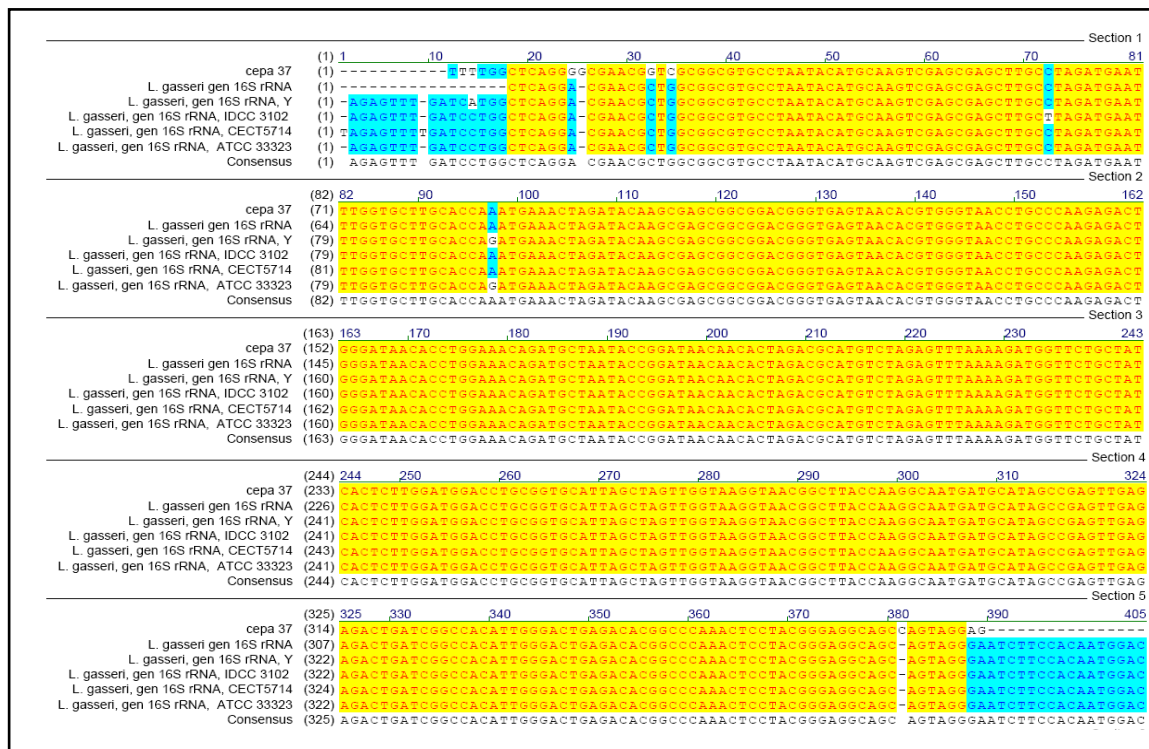 Section 1
(1) 1 10 20 30 40 50 60 70 81
cepa 37 (1) -----------TTTTGGCTCAGGGGCGAACGGTCGCGGCGTGCCTAATACATGCAAGTCGAGCGAGCTTGCCTAGATGAAT
L. gasseri gen 16S rRNA (1) -----------------CTCAGGA-CGAACGCTGGCGGCGTGCCTAATACATGCAAGTCGAGCGAGCTTGCCTAGATGAAT
L. gasseri, gen 16S rRNA, Y (1) -AGAGTTT-GATCATGGCTCAGGA-CGAACGCTGGCGGCGTGCCTAATACATGCAAGTCGAGCGAGCTTGCCTAGATGAAT
L. gasseri, gen 16S rRNA, IDCC 3102 (1) -AGAGTTT-GATCCTGGCTCAGGA-CGAACGCTGGCGGCGTGCCTAATACATGCAAGTCGAGCGAGCTTGCTTAGATGAAT
L. gasseri, gen 16S rRNA, CECT5714 (1) TAGAGTTTTGATCCTGGCTCAGGA-CGAACGCTGGCGGCGTGCCTAATACATGCAAGTCGAGCGAGCTTGCCTAGATGAAT
L. gasseri, gen 16S rRNA, ATCC 33323 (1) -AGAGTTT-GATCCTGGCTCAGGA-CGAACGCTGGCGGCGTGCCTAATACATGCAAGTCGAGCGAGCTTGCCTAGATGAAT
Consensus (1) AGAGTTT GATCCTGGCTCAGGA CGAACGCTGGCGGCGTGCCTAATACATGCAAGTCGAGCGAGCTTGCCTAGATGAAT
Section 2
(82) 82 90 100 110 120 130 140 150 162
cepa 37 (71) TTGGTGCTTGCACCAAATGAAACTAGATACAAGCGAGCGGCGGACGGGTGAGTAACACGTGGGTAACCTGCCCAAGAGACT
L. gasseri gen 16S rRNA (64) TTGGTGCTTGCACCAAATGAAACTAGATACAAGCGAGCGGCGGACGGGTGAGTAACACGTGGGTAACCTGCCCAAGAGACT
L. gasseri, gen 16S rRNA, Y (79) TTGGTGCTTGCACCAGATGAAACTAGATACAAGCGAGCGGCGGACGGGTGAGTAACACGTGGGTAACCTGCCCAAGAGACT
L. gasseri, gen 16S rRNA, IDCC 3102 (79) TTGGTGCTTGCACCAAATGAAACTAGATACAAGCGAGCGGCGGACGGGTGAGTAACACGTGGGTAACCTGCCCAAGAGACT
L. gasseri, gen 16S rRNA, CECT5714 (81) TTGGTGCTTGCACCAAATGAAACTAGATACAAGCGAGCGGCGGACGGGTGAGTAACACGTGGGTAACCTGCCCAAGAGACT
L. gasseri, gen 16S rRNA, ATCC 33323 (79) TTGGTGCTTGCACCAGATGAAACTAGATACAAGCGAGCGGCGGACGGGTGAGTAACACGTGGGTAACCTGCCCAAGAGACT
Consensus (82) TTGGTGCTTGCACCAAATGAAACTAGATACAAGCGAGCGGCGGACGGGTGAGTAACACGTGGGTAACCTGCCCAAGAGACT
Section 3
(163) 163 170 180 190 200 210 220 230 243
cepa 37 (152) GGGATAACACCTGGAAACAGATGCTAATACCGGATAACAACACTAGACGCATGTCTAGAGTTTAAAAGATGGTTCTGCTAT
L. gasseri gen 16S rRNA (145) GGGATAACACCTGGAAACAGATGCTAATACCGGATAACAACACTAGACGCATGTCTAGAGTTTAAAAGATGGTTCTGCTAT
L. gasseri, gen 16S rRNA, Y (160) GGGATAACACCTGGAAACAGATGCTAATACCGGATAACAACACTAGACGCATGTCTAGAGTTTAAAAGATGGTTCTGCTAT
L. gasseri, gen 16S rRNA, IDCC 3102 (160) GGGATAACACCTGGAAACAGATGCTAATACCGGATAACAACACTAGACGCATGTCTAGAGTTTAAAAGATGGTTCTGCTAT
L. gasseri, gen 16S rRNA, CECT5714 (162) GGGATAACACCTGGAAACAGATGCTAATACCGGATAACAACACTAGACGCATGTCTAGAGTTTAAAAGATGGTTCTGCTAT
L. gasseri, gen 16S rRNA, ATCC 33323 (160) GGGATAACACCTGGAAACAGATGCTAATACCGGATAACAACACTAGACGCATGTCTAGAGTTTAAAAGATGGTTCTGCTAT
Consensus (163) GGGATAACACCTGGAAACAGATGCTAATACCGGATAACAACACTAGACGCATGTCTAGAGTTTAAAAGATGGTTCTGCTAT
Section 4
(244) 244 250 260 270 280 290 300 310 324
cepa 37 (233) CACTCTTGGATGGACCTGCGGTGCATTAGCTAGTTGGTAAGGTAACGGCTTACCAAGGCAATGATGCATAGCCGAGTTGAG
L. gasseri gen 16S rRNA (226) CACTCTTGGATGGACCTGCGGTGCATTAGCTAGTTGGTAAGGTAACGGCTTACCAAGGCAATGATGCATAGCCGAGTTGAG
L. gasseri, gen 16S rRNA, Y (241) CACTCTTGGATGGACCTGCGGTGCATTAGCTAGTTGGTAAGGTAACGGCTTACCAAGGCAATGATGCATAGCCGAGTTGAG
L. gasseri, gen 16S rRNA, IDCC 3102 (241) CACTCTTGGATGGACCTGCGGTGCATTAGCTAGTTGGTAAGGTAACGGCTTACCAAGGCAATGATGCATAGCCGAGTTGAG
L. gasseri, gen 16S rRNA, CECT5714 (243) CACTCTTGGATGGACCTGCGGTGCATTAGCTAGTTGGTAAGGTAACGGCTTACCAAGGCAATGATGCATAGCCGAGTTGAG
L. gasseri, gen 16S rRNA, ATCC 33323 (241) CACTCTTGGATGGACCTGCGGTGCATTAGCTAGTTGGTAAGGTAACGGCTTACCAAGGCAATGATGCATAGCCGAGTTGAG
Consensus (244) CACTCTTGGATGGACCTGCGGTGCATTAGCTAGTTGGTAAGGTAACGGCTTACCAAGGCAATGATGCATAGCCGAGTTGAG
Section 5
(325) 325 330 340 350 360 370 380 390 405
cepa 37 (314) AGACTGATCGGCCACATTGGGACTGAGACACGGCCCAAACTCCTACGGGAGGCAGCCAGTAGGAG----------------
L. gasseri gen 16S rRNA (307) AGACTGATCGGCCACATTGGGACTGAGACACGGCCCAAACTCCTACGGGAGGCAGC-AGTAGGGAATCTTCCACAATGGAC
L. gasseri, gen 16S rRNA, Y (322) AGACTGATCGGCCACATTGGGACTGAGACACGGCCCAAACTCCTACGGGAGGCAGC-AGTAGGGAATCTTCCACAATGGAC
L. gasseri, gen 16S rRNA, IDCC 3102 (322) AGACTGATCGGCCACATTGGGACTGAGACACGGCCCAAACTCCTACGGGAGGCAGC-AGTAGGGAATCTTCCACAATGGAC
L. gasseri, gen 16S rRNA, CECT5714 (324) AGACTGATCGGCCACATTGGGACTGAGACACGGCCCAAACTCCTACGGGAGGCAGC-AGTAGGGAATCTTCCACAATGGAC
L. gasseri, gen 16S rRNA, ATCC 33323 (322) AGACTGATCGGCCACATTGGGACTGAGACACGGCCCAAACTCCTACGGGAGGCAGC-AGTAGGGAATCTTCCACAATGGAC
Consensus (325) AGACTGATCGGCCACATTGGGACTGAGACACGGCCCAAACTCCTACGGGAGGCAGC AGTAGGGAATCTTCCACAATGGAC